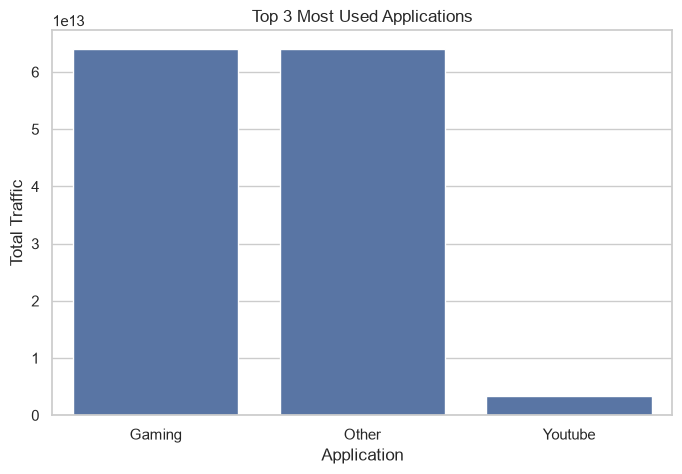 Top 3 Most Used Applications
1e13
6
5
4
3
2
1
0
Total Traffic
Gaming Other Youtube
Application